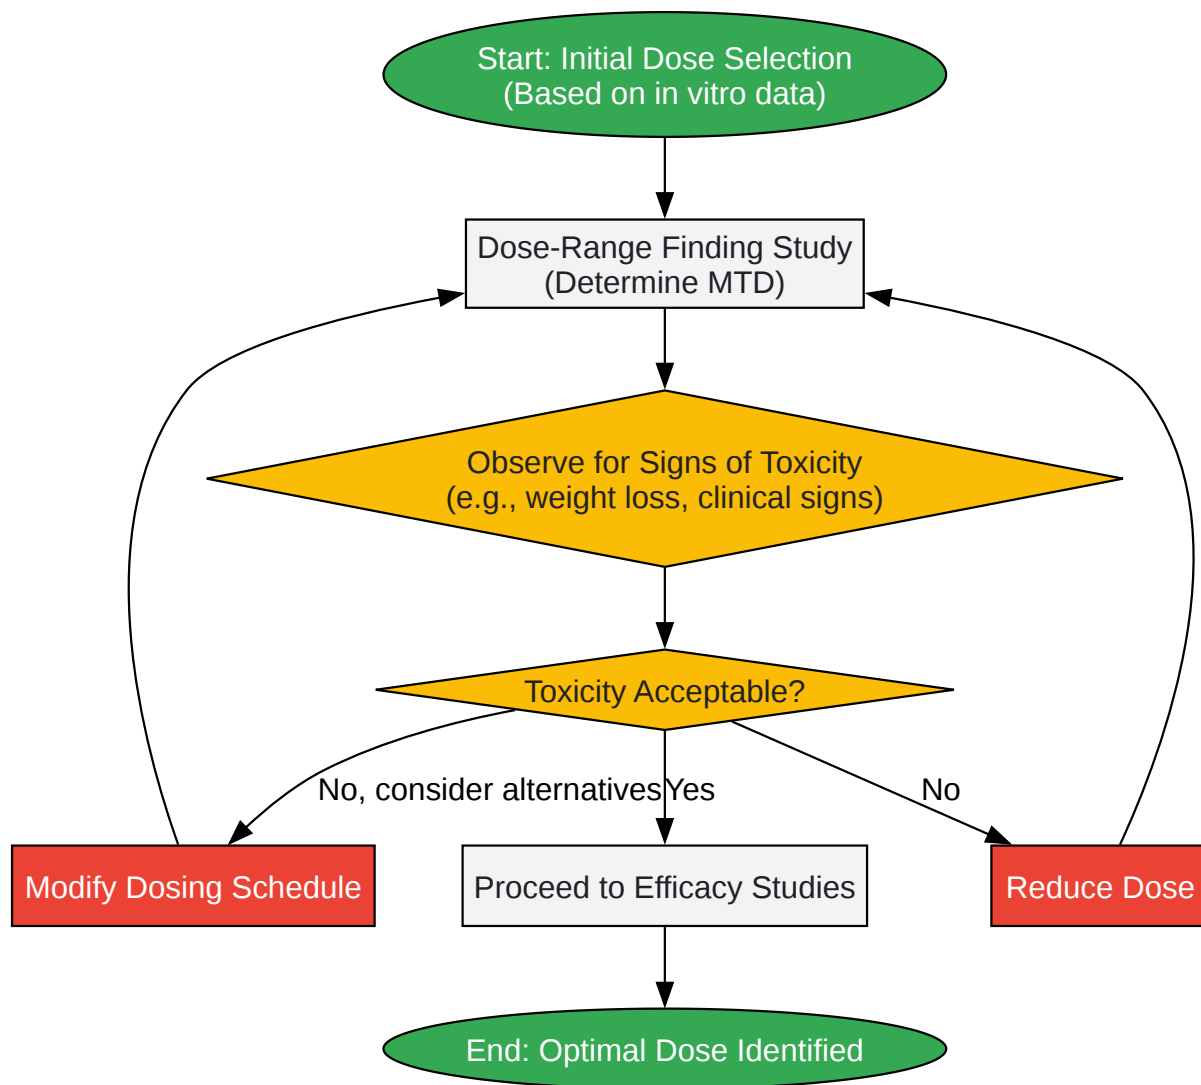 Start: Initial Dose Selection
(Based on in vitro data)
Dose-Range Finding Study
(Determine MTD)
Observe for Signs of Toxicity
(e.g., weight loss, clinical signs)
Toxicity Acceptable?
No, consider alternatives
Yes
No
Modify Dosing Schedule
Proceed to Efficacy Studies
Reduce Dose
End: Optimal Dose Identified